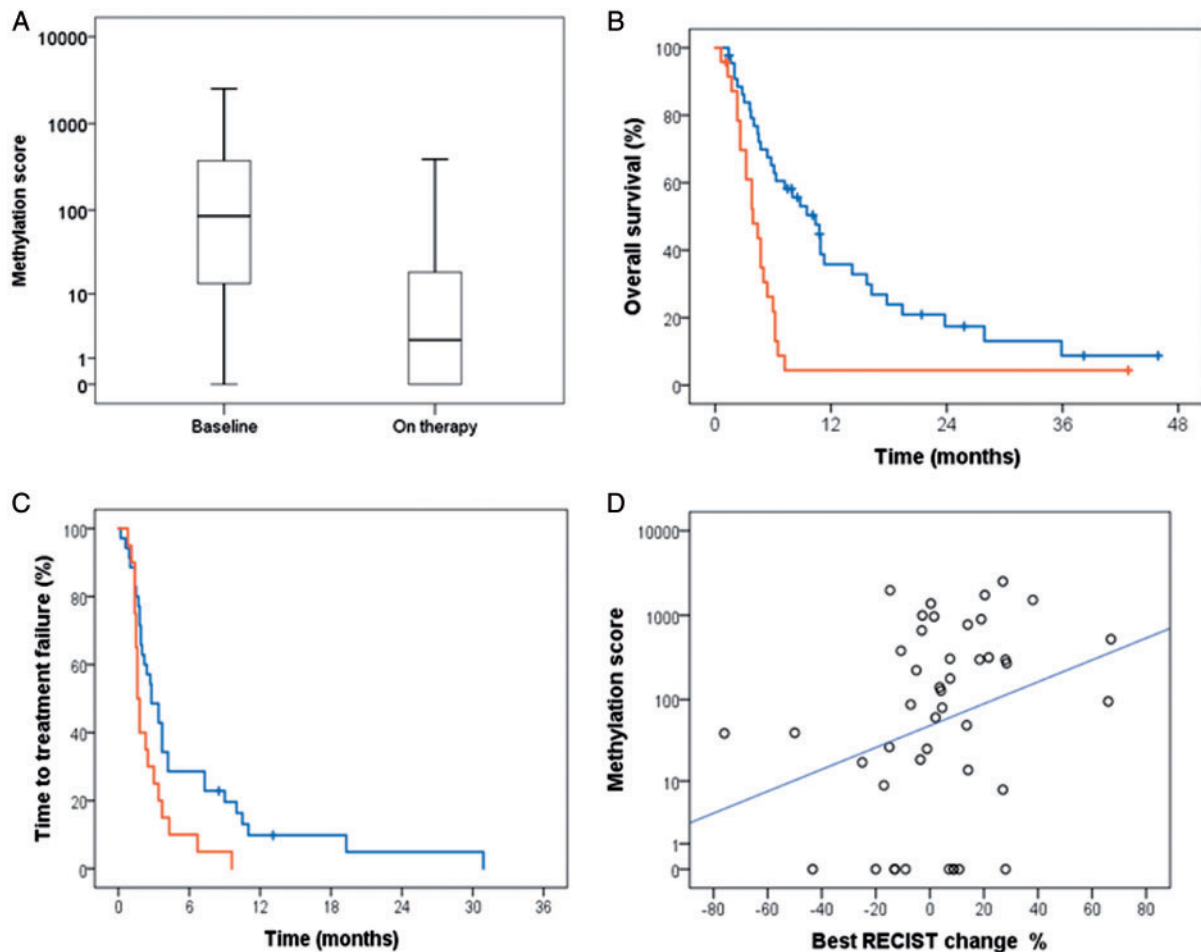 A
Methylation score
10000
1000
100
10
1
0
Baseline
On therapy
B
Overall survival (%)
100
80
60
40
20
0
0 12 24 36 48
Time (months)
C
Time to treatment failure (%)
100
80
60
40
20
0
0 6 12 18 24 30 36
Time (months)
D
Methylation score
10000
1000
100
10
1
0
-80 -60 -40 -20 0 20 40 60 80
Best RECIST change %